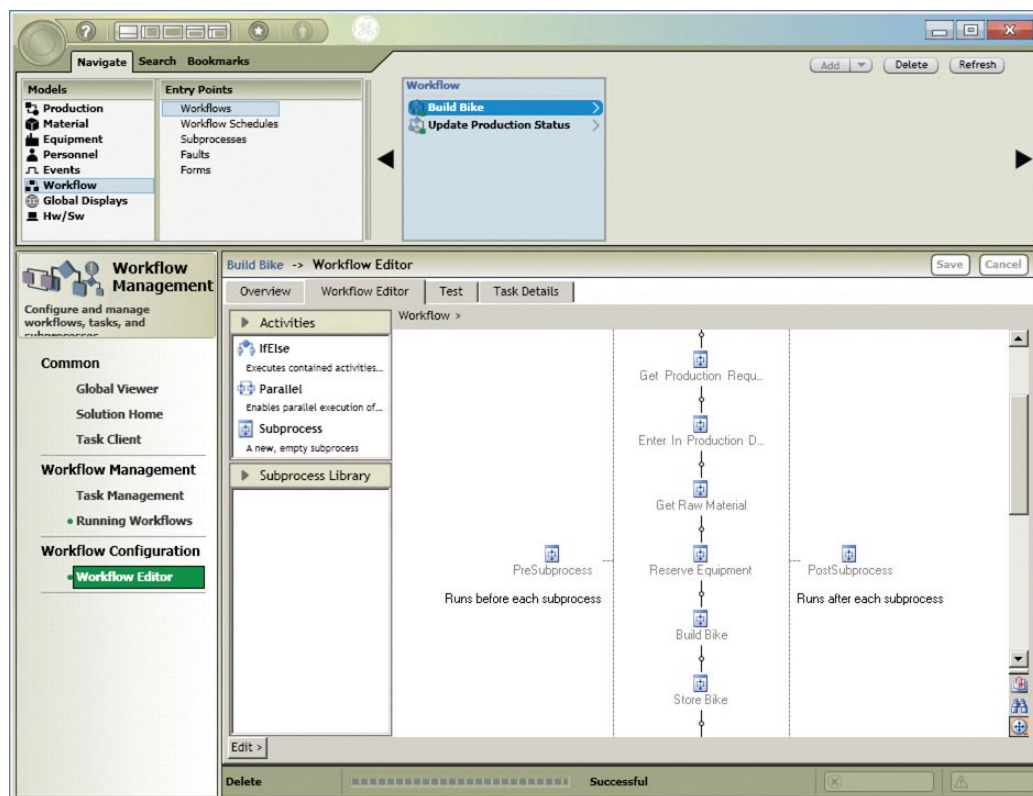 Navigate
Search
Bookmarks
Add
Delete
Refresh
Models
Production
Material
Equipment
Personnel
Events
Workflow
Global Displays
Hw/Sw
Entry Points
Workflows
Workflow Schedules
Subprocesses
Faults
Forms
Workflow
Build Bike
Update Production Status
Workflow
Management
Configure and manage
workflows, tasks, and
subprocesses
Common
Global Viewer
Solution Home
Task Client
Workflow Management
Task Management
Running Workflows
Workflow Configuration
Workflow Editor
Build Bike -> Workflow Editor
Save
Cancel
Overview
Workflow Editor
Test
Task Details
Activities
IfElse
Executes contained activities...
Parallel
Enables parallel execution of...
Subprocess
A new, empty subprocess
Subprocess Library
Edit >
Workflow >
Get Production Requ...
Enter In Production D...
Get Raw Material
PreSubprocess
Reserve Equipment
PostSubprocess
Runs before each subprocess
Runs after each subprocess
Build Bike
Store Bike
Delete
Successful